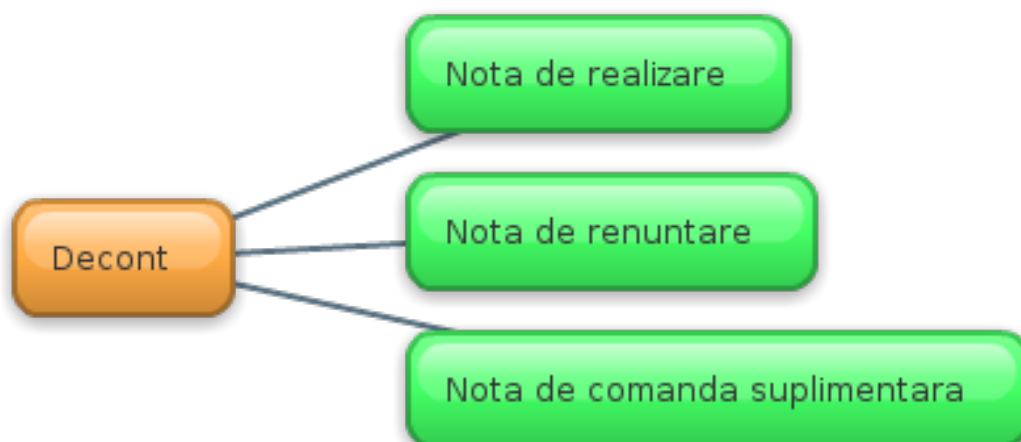 Nota de realizare
Nota de renuntare
Decont
Nota de comanda suplimentara